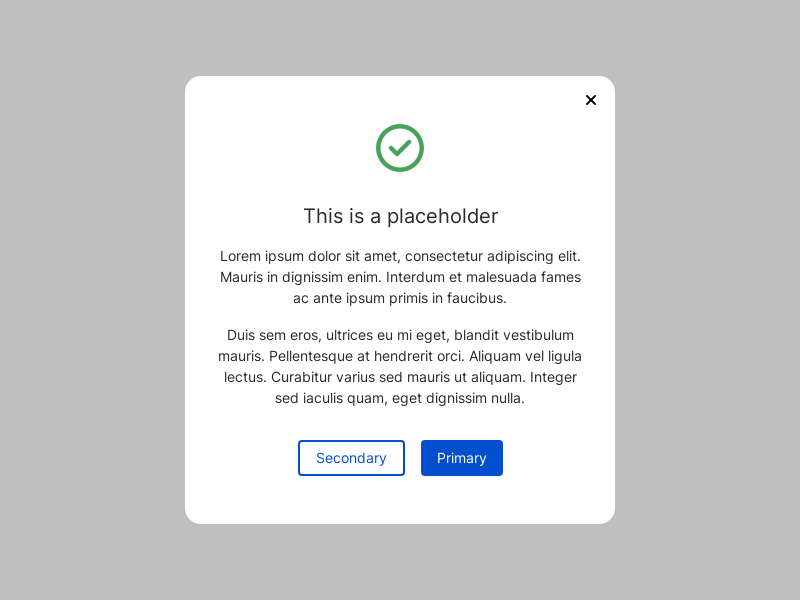 This is a placeholder
Lorem ipsum dolor sit amet, consectetur adipiscing elit.
Mauris in dignissim enim. Interdum et malesuada fames
ac ante ipsum primis in faucibus.
Duis sem eros, ultrices eu mi eget, blandit vestibulum
mauris. Pellentesque at hendrerit orci. Aliquam vel ligula
lectus. Curabitur varius sed mauris ut aliquam. Integer
sed iaculis quam, eget dignissim nulla.
Secondary
Primary